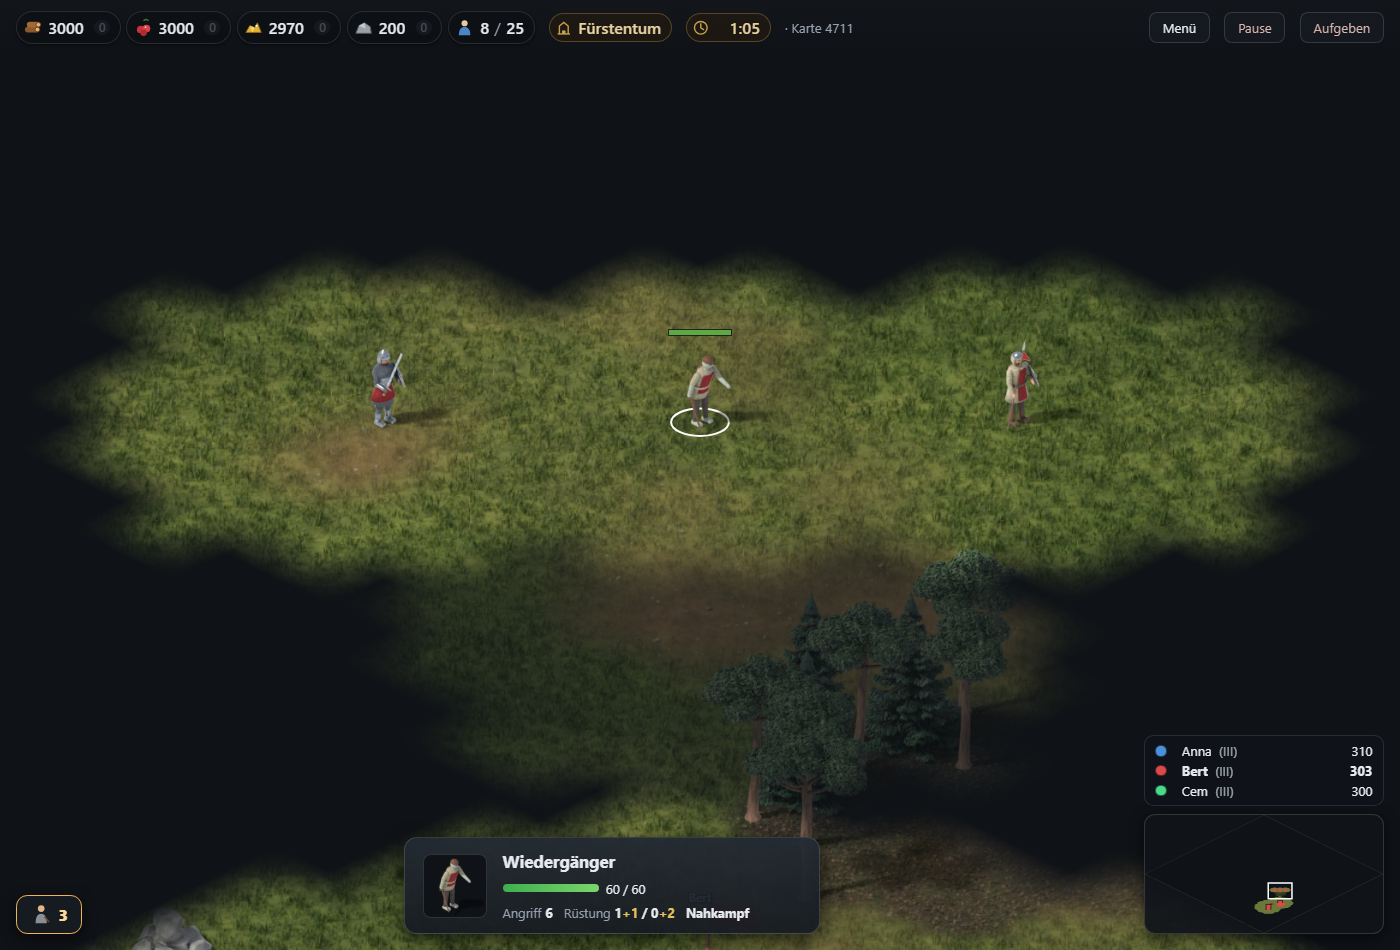 3000 0 3000 0 2970 0 200 0 8 / 25 Fürstentum 1:05 · Karte 4711 Menü Pause Aufgeben
Anna (III) 310
Bert (III) 303
Cem (III) 300
Wiedergänger
60 / 60
Angriff 6 Rüstung 1+1 / 0+2 Nahkampf
3